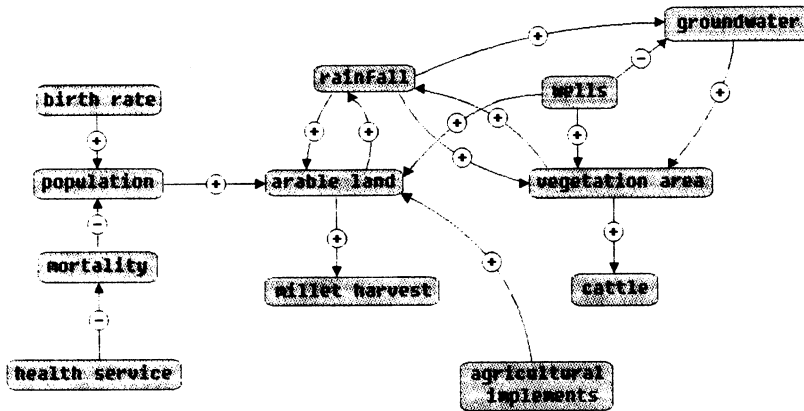 groundwater
+
rainfall
-
birth rate
wells
+
+
+
+
+
+
+
+
population
+
arable land
+
vegetation area
-
+
+
mortality
+
millet harvest
cattle
-
health service
agricultural
implements